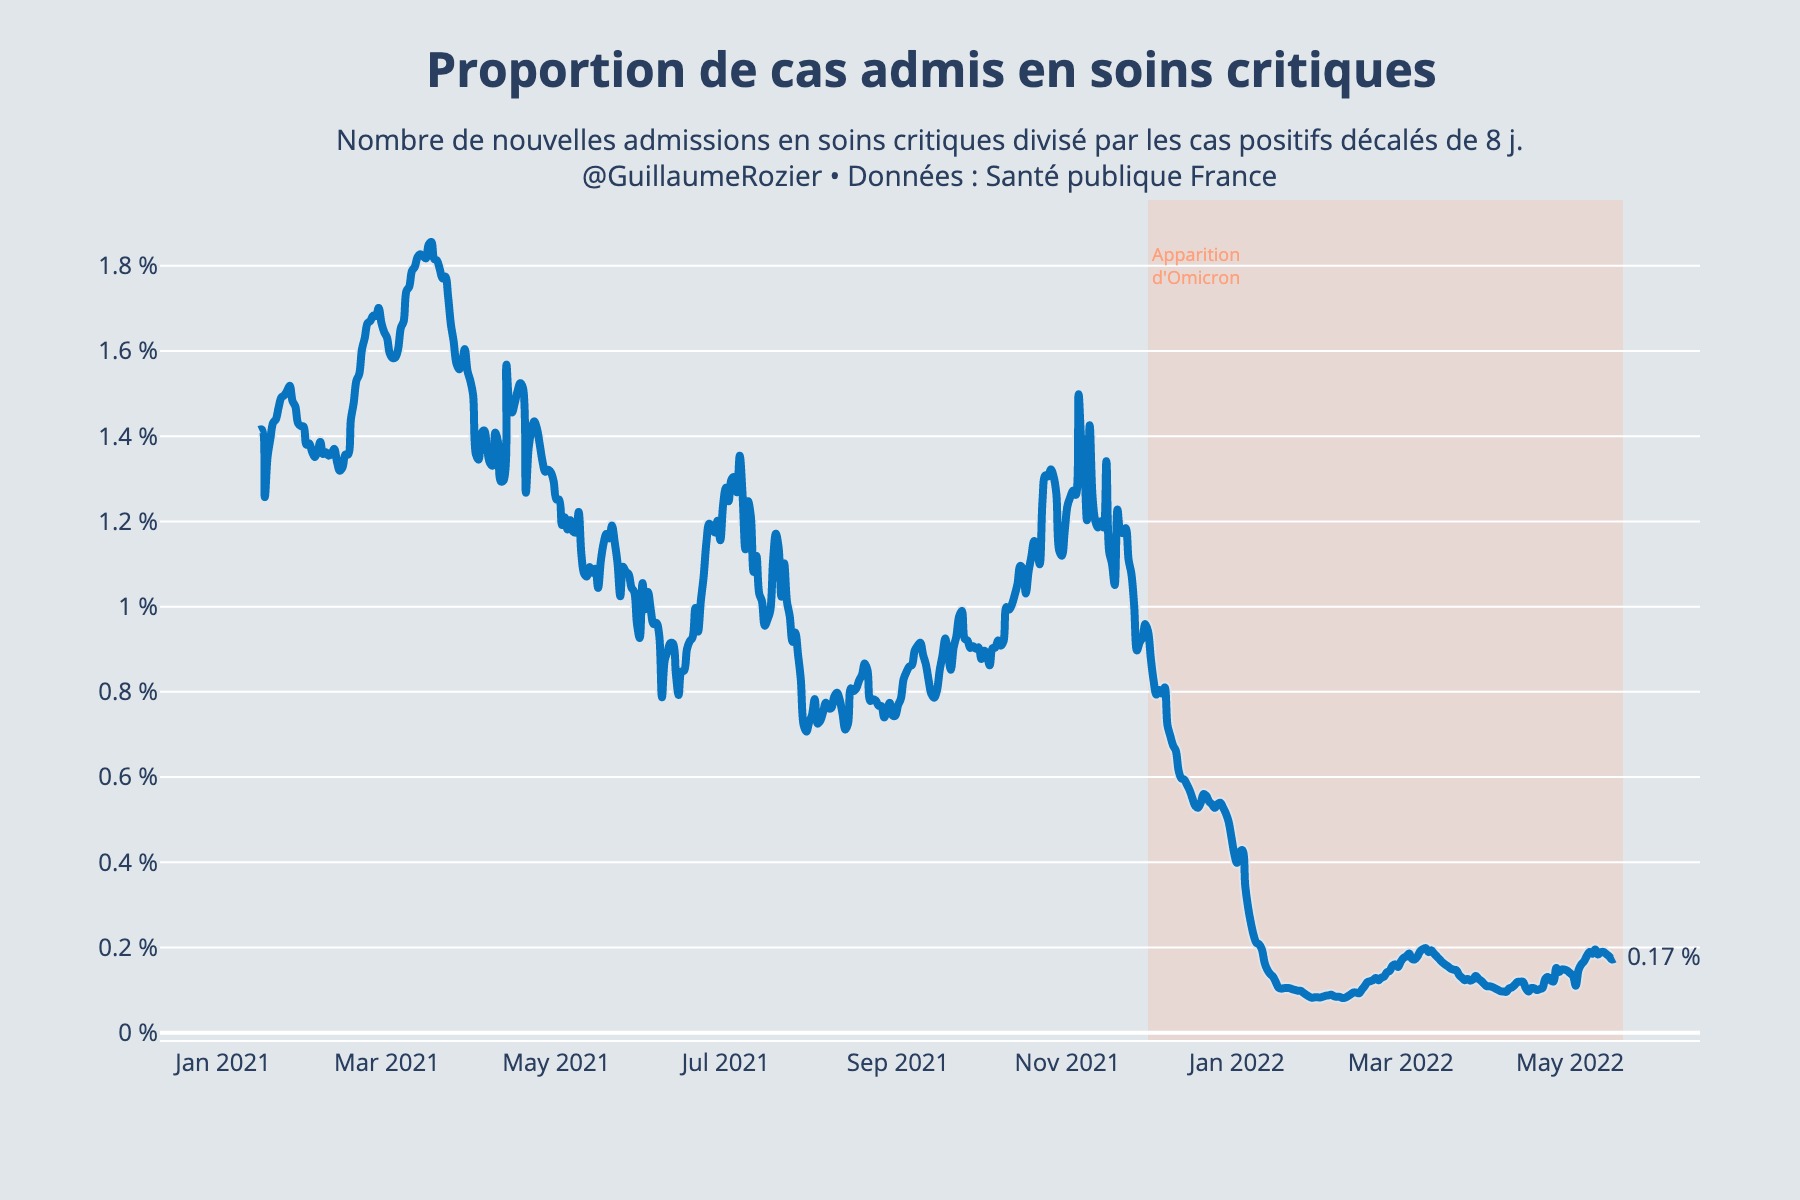 Proportion de cas admis en soins critiques
Nombre de nouvelles admissions en soins critiques divisé par les cas positifs décalés de 8 j.
@GuillaumeRozier • Données : Santé publique France
Apparition
d'Omicron
1.8 %
1.6 %
1.4 %
1.2 %
1 %
0.8 %
0.6 %
0.4 %
0.2 %
0.17 %
0 %
Jan 2021 Mar 2021 May 2021 Jul 2021 Sep 2021 Nov 2021 Jan 2022 Mar 2022 May 2022